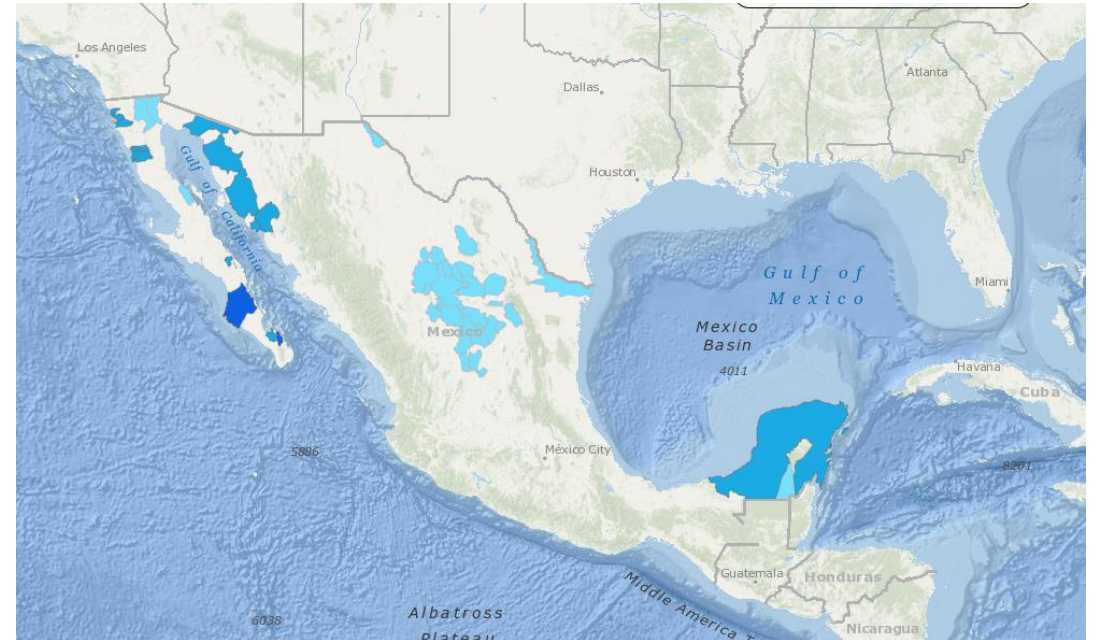 Los Angeles
Atlanta
Dallas
Houston
Gulf of
California
Gulf of
Mexico
Miami
Mexico
Mexico
Basin
4011
Havana
Cuba
5886
México City
8201
Guatemala
Honduras
Middle America T
Albatross
Plateau
6038
Nicaragua